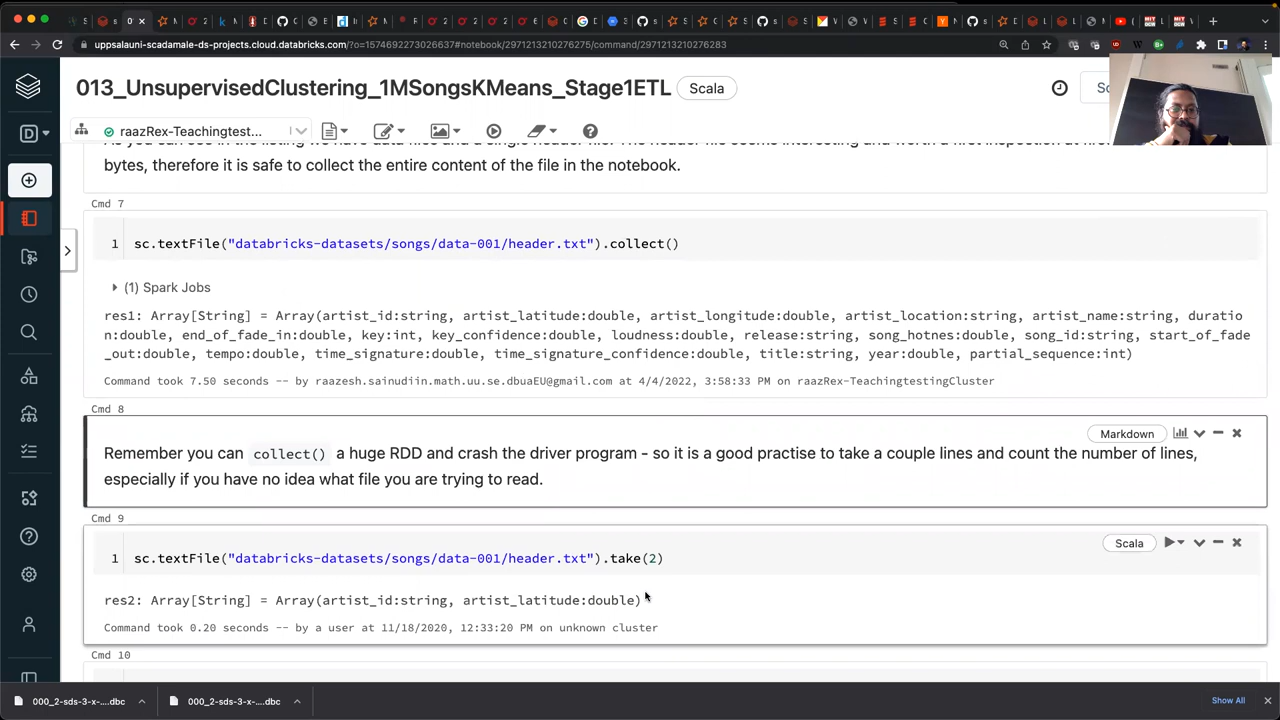 uppsalauni-scadamale-ds-projects.cloud.databricks.com/?o=1574692273026637#notebook/2971213210276275/command/2971213210276283
013_UnsupervisedClustering_1MSongsKMeans_Stage1ETL Scala
raazRex-Teachingtest...
bytes, therefore it is safe to collect the entire content of the file in the notebook.
Cmd 7
1 sc.textFile("databricks-datasets/songs/data-001/header.txt").collect()
(1) Spark Jobs
res1: Array[String] = Array(artist_id:string, artist_latitude:double, artist_longitude:double, artist_location:string, artist_name:string, duratio
n:double, end_of_fade_in:double, key:int, key_confidence:double, loudness:double, release:string, song_hotnes:double, song_id:string, start_of_fade
_out:double, tempo:double, time_signature:double, time_signature_confidence:double, title:string, year:double, partial_sequence:int)
Command took 7.50 seconds -- by raazesh.sainudiin.math.uu.se.dbuaEU@gmail.com at 4/4/2022, 3:58:33 PM on raazRex-TeachingtestingCluster
Cmd 8
Markdown
Remember you can collect() a huge RDD and crash the driver program - so it is a good practise to take a couple lines and count the number of lines,
especially if you have no idea what file you are trying to read.
Cmd 9
Scala
1 sc.textFile("databricks-datasets/songs/data-001/header.txt").take(2)
res2: Array[String] = Array(artist_id:string, artist_latitude:double)
Command took 0.20 seconds -- by a user at 11/18/2020, 12:33:20 PM on unknown cluster
Cmd 10
000_2-sds-3-x-....dbc 000_2-sds-3-x-....dbc Show All